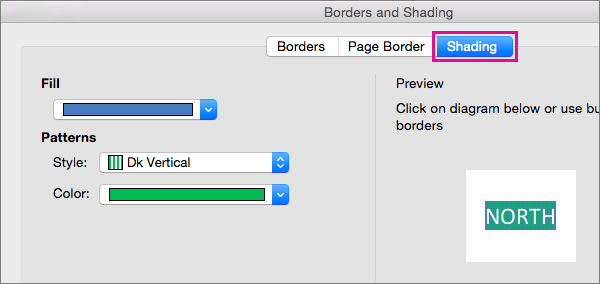 Borders and Shading
Borders
Page Border
Shading
Fill
Patterns
Style:
Dk Vertical
Color:
Preview
Click on diagram below or use bu
borders
NORTH